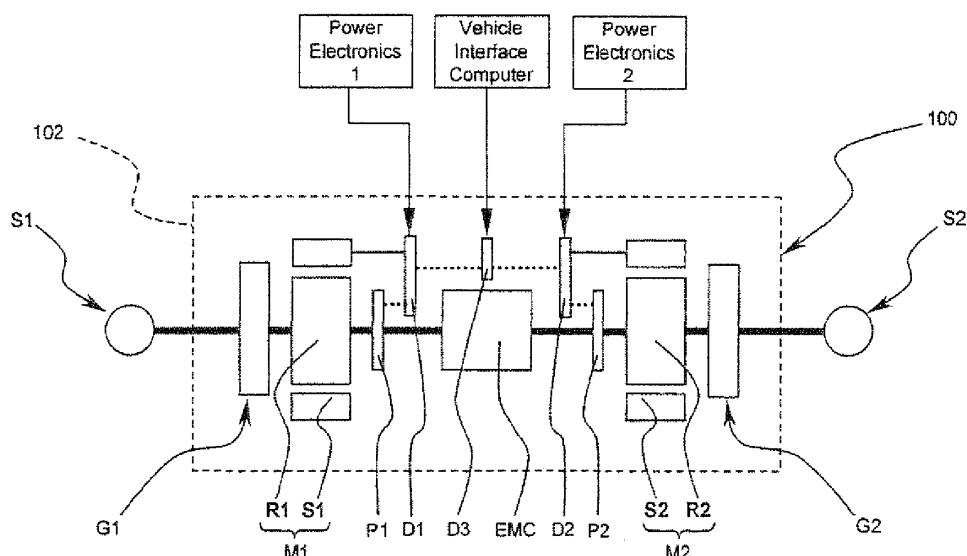 Power
Electronics
1
Vehicle
Interface
Computer
Power
Electronics
2
102
100
S1
S2
G1
R1 S1
M1
P1
D1
D3
EMC
D2
P2
S2 R2
M2
G2